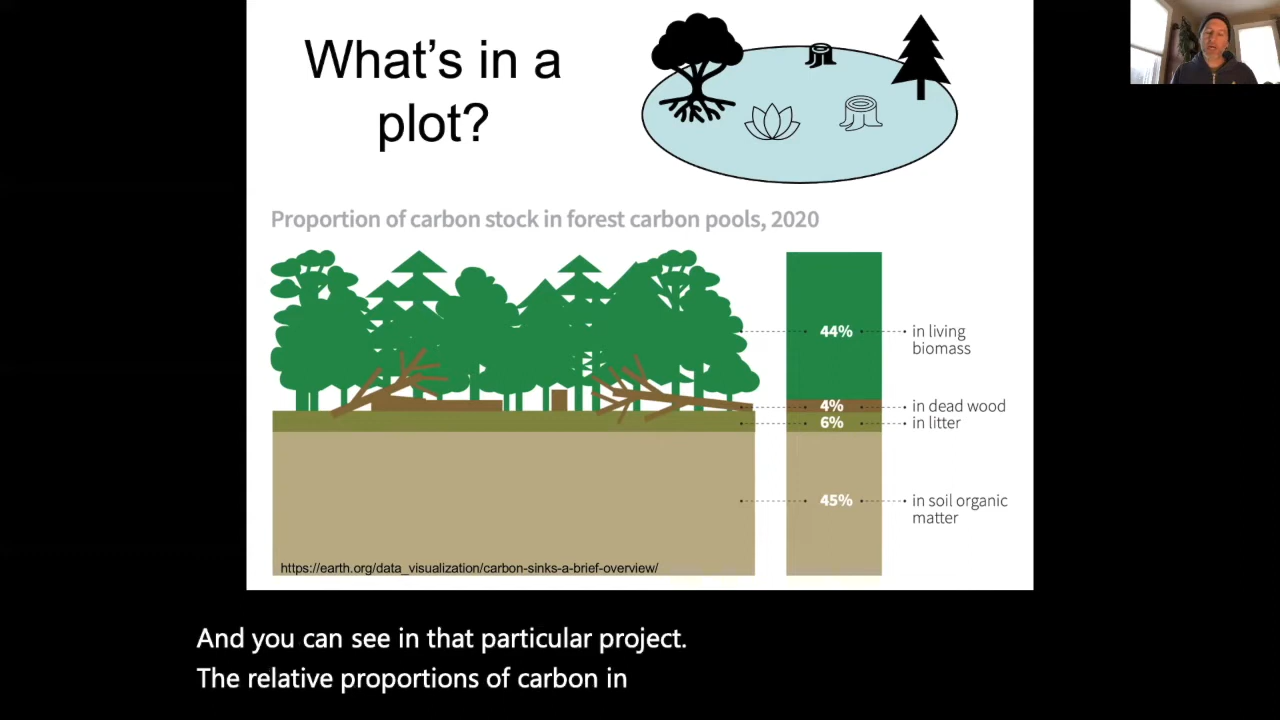 What's in a
plot?
Proportion of carbon stock in forest carbon pools, 2020
44%
in living
biomass
4%
in dead wood
6%
in litter
45%
in soil organic
matter
https://earth.org/data_visualization/carbon-sinks-a-brief-overview/
And you can see in that particular project.
The relative proportions of carbon in